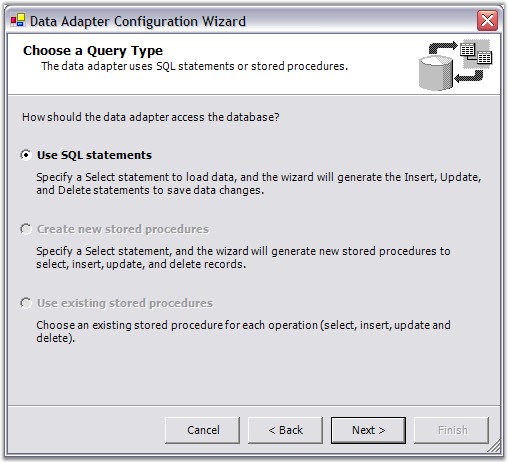 Data Adapter Configuration Wizard
Choose a Query Type
The data adapter uses SQL statements or stored procedures.
How should the data adapter access the database?
Use SQL statements
Specify a Select statement to load data, and the wizard will generate the Insert, Update,
and Delete statements to save data changes.
Create new stored procedures
Specify a Select statement, and the wizard will generate new stored procedures to
select, insert, update, and delete records.
Use existing stored procedures
Choose an existing stored procedure for each operation (select, insert, update and
delete).
Cancel < Back Next > Finish